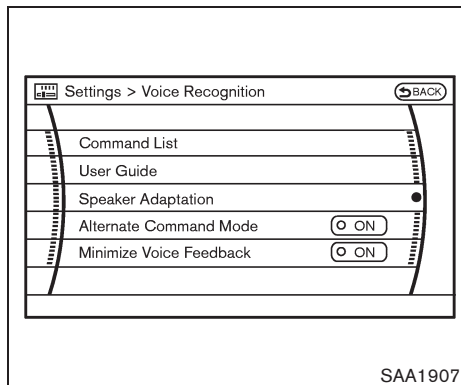 Settings > Voice Recognition BACK
Command List
User Guide
Speaker Adaptation
Alternate Command Mode ON
Minimize Voice Feedback ON
SAA1907